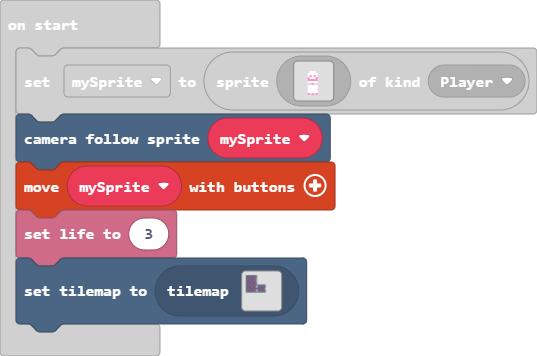 on start
set mySprite to sprite of kind Player
camera follow sprite mySprite
move mySprite with buttons
set life to 3
set tilemap to tilemap